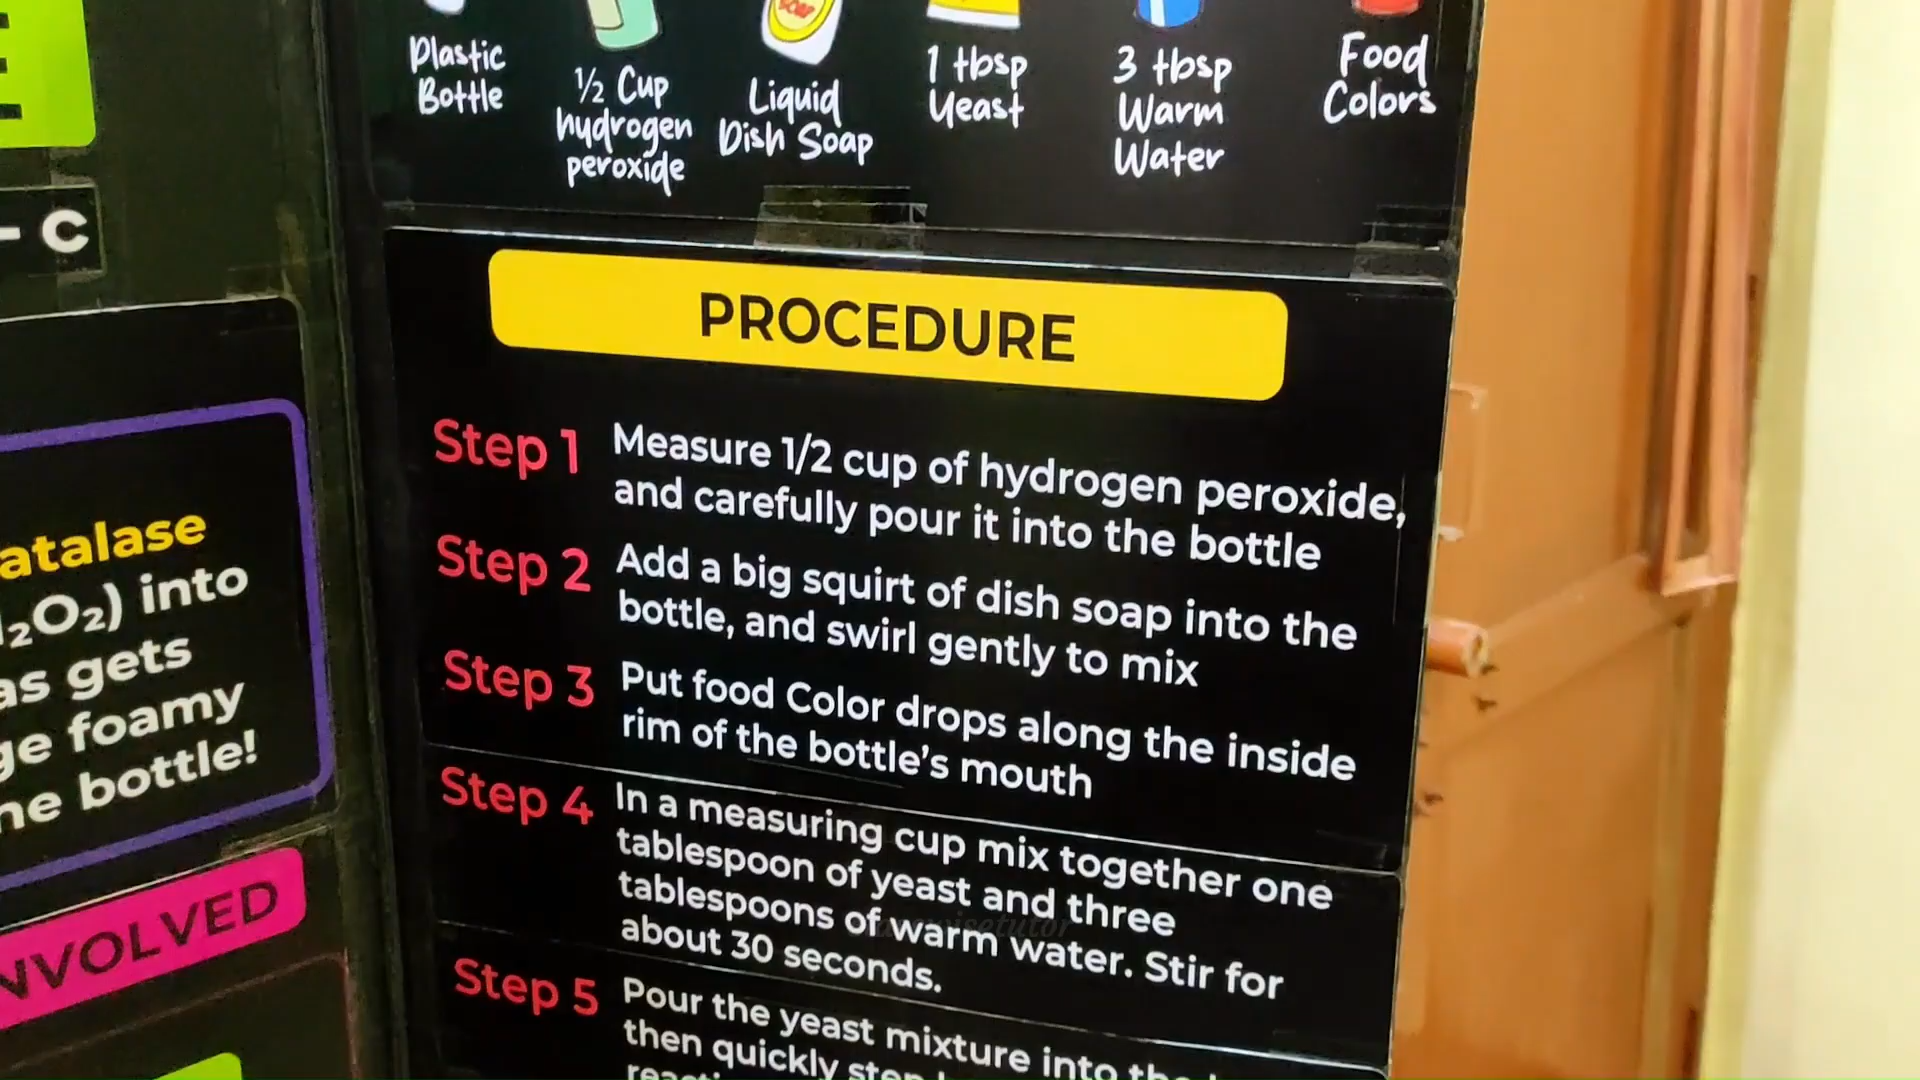 Plastic
Bottle
1/2 Cup
hydrogen
peroxide
Liquid
Dish Soap
1 tbsp
Yeast
3 tbsp
Warm
Water
Food
Colors
- C
atalase
₂O₂) into
as gets
ge foamy
he bottle!
NVOLVED
PROCEDURE
Step 1 Measure 1/2 cup of hydrogen peroxide,
and carefully pour it into the bottle
Step 2 Add a big squirt of dish soap into the
bottle, and swirl gently to mix
Step 3 Put food Color drops along the inside
rim of the bottle's mouth
Step 4 In a measuring cup mix together one
tablespoon of yeast and three
tablespoons of warm water. Stir for
about 30 seconds.
Step 5 Pour the yeast mixture into the
then quickly step